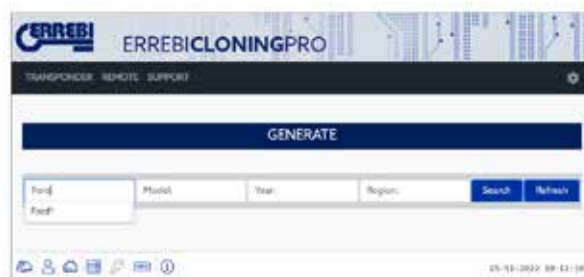 ERREBI
ERREBICLONINGPRO
TRANSPONDER REMOTE SUPPORT
GENERATE
Ford
Model:
Year:
Region:
Search
Refresh
Ford